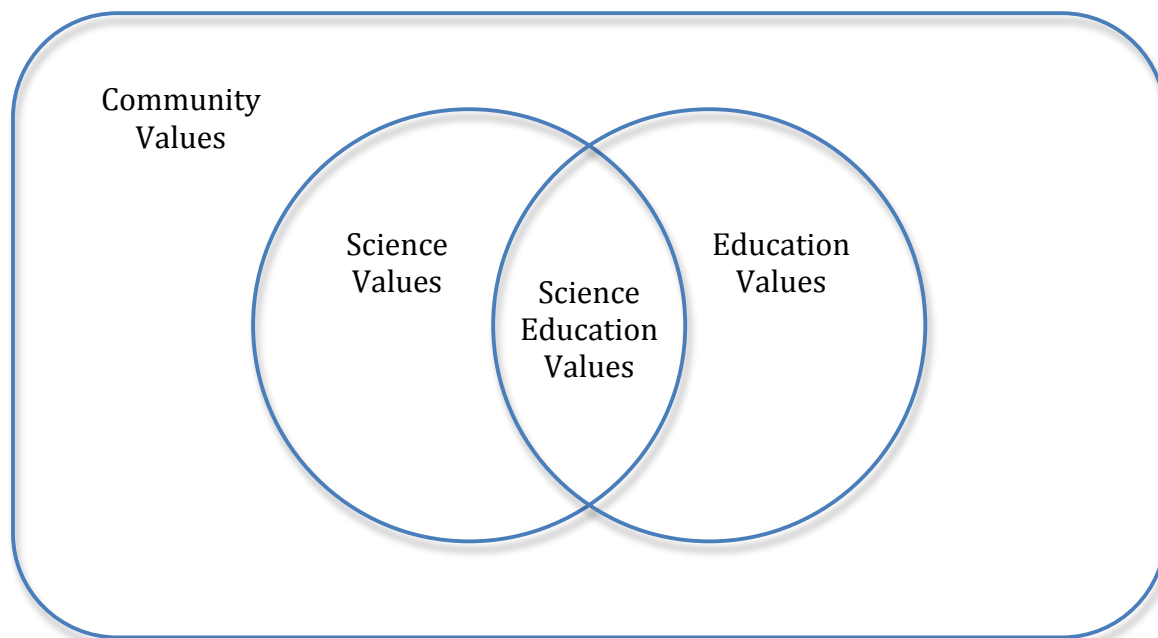 Community
Values
Science
Values
Science
Education
Values
Education
Values